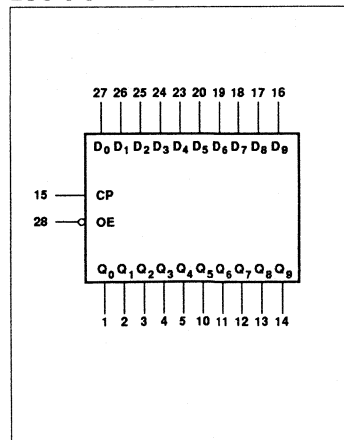 27 26 25 24 23 20 19 18 17 16
D0 D1 D2 D3 D4 D5 D6 D7 D8 D9
15 CP
28 OE
Q0 Q1 Q2 Q3 Q4 Q5 Q6 Q7 Q8 Q9
1 2 3 4 5 10 11 12 13 14